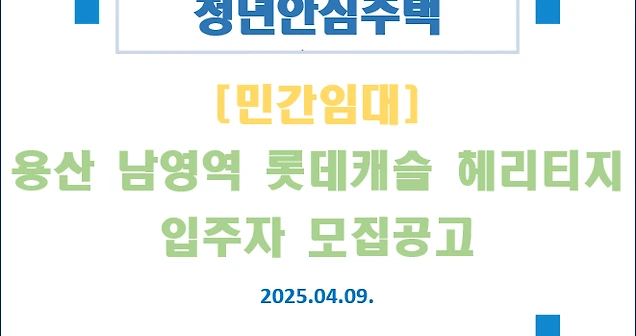 청년안심주택
[민간임대]
용산 남영역 롯데캐슬 헤리티지
입주자 모집공고
2025.04.09.